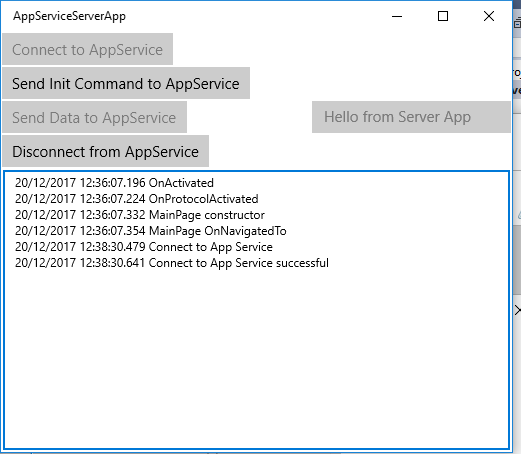 AppServiceServerApp
Connect to AppService
Send Init Command to AppService
Send Data to AppService
Hello from Server App
Disconnect from AppService
20/12/2017 12:36:07.196 OnActivated
20/12/2017 12:36:07.224 OnProtocolActivated
20/12/2017 12:36:07.332 MainPage constructor
20/12/2017 12:36:07.354 MainPage OnNavigatedTo
20/12/2017 12:38:30.479 Connect to App Service
20/12/2017 12:38:30.641 Connect to App Service successful